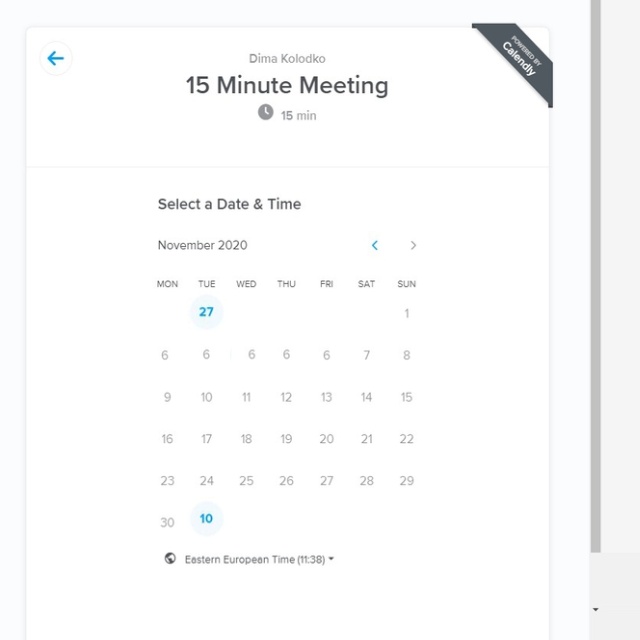 Dima Kolodko
POWERED BY
Calendly
15 Minute Meeting
15 min
Select a Date & Time
November 2020
MON TUE WED THU FRI SAT SUN
27 1
6 6 6 6 6 7 8
9 10 11 12 13 14 15
16 17 18 19 20 21 22
23 24 25 26 27 28 29
30 10
Eastern European Time (11:38)